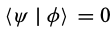 ⟨ψ | ϕ⟩ = 0